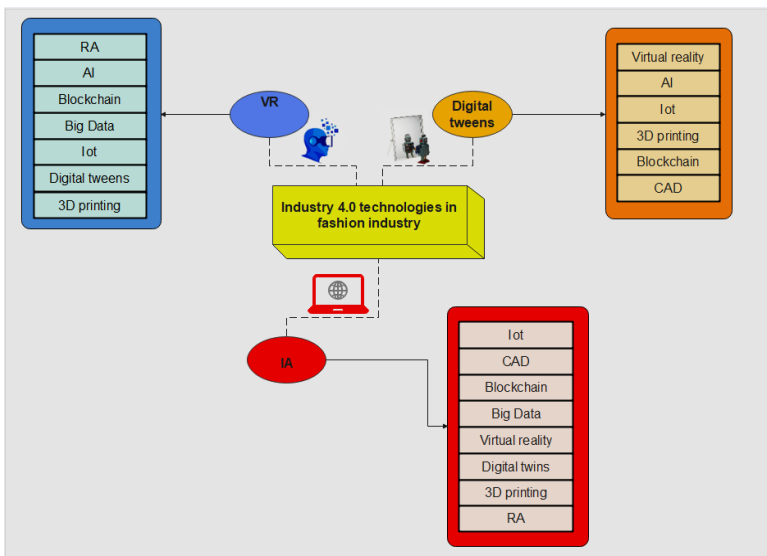 RA
AI
Blockchain
Big Data
Iot
Digital tweens
3D printing
VR
Digital
tweens
Virtual reality
AI
Iot
3D printing
Blockchain
CAD
Industry 4.0 technologies in
fashion industry
IA
Iot
CAD
Blockchain
Big Data
Virtual reality
Digital twins
3D printing
RA